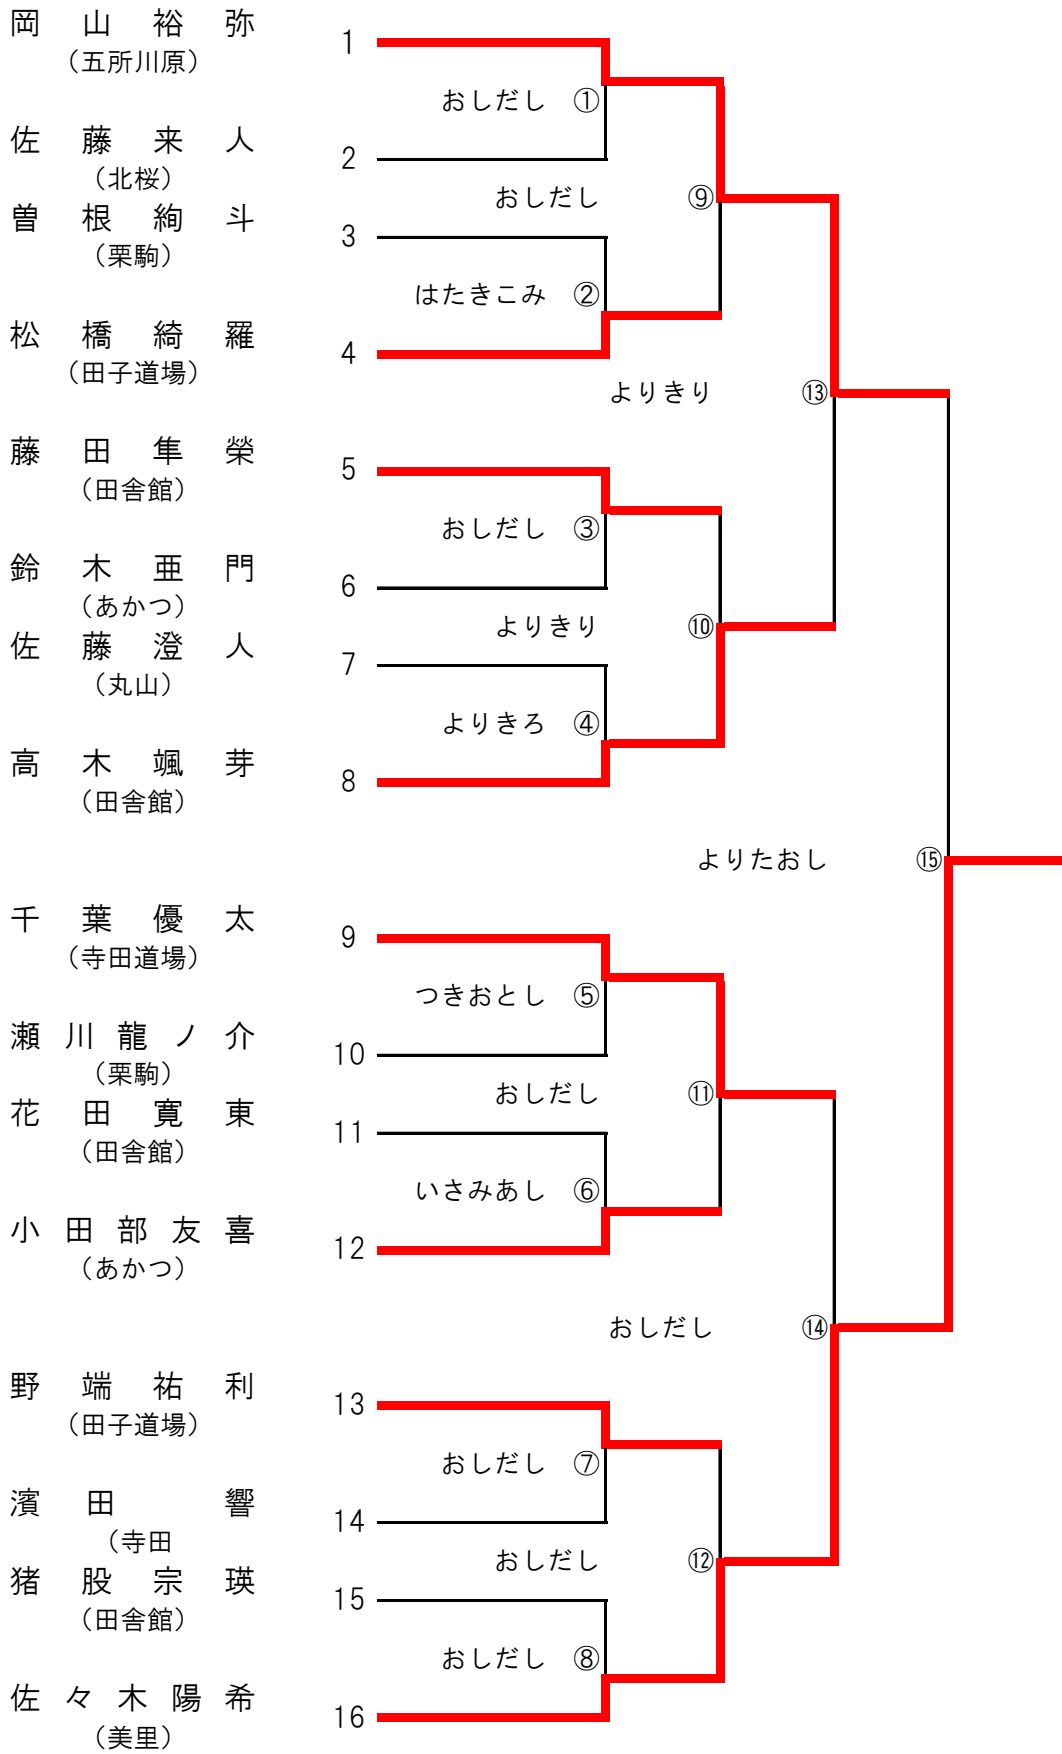 岡山裕弥
1
（五所川原）
おしだし ①
佐藤来人
2
（北桜）
おしだし ⑨
曽根絢斗
3
（栗駒）
はたきこみ ②
松橋綺羅
4
（田子道場）
よりきり ⑬
藤田隼榮
5
（田舎館）
おしだし ③
鈴木亜門
6
（あかつ）
よりきり ⑩
佐藤澄人
7
（丸山）
よりきろ ④
高木颯芽
8
（田舎館）
よりたおし ⑮
千葉優太
9
（寺田道場）
つきおとし ⑤
瀬川龍ノ介
10
（栗駒）
おしだし ⑪
花田寛東
11
（田舎館）
いさみあし ⑥
小田部友喜
12
（あかつ）
おしだし ⑭
野端祐利
13
（田子道場）
おしだし ⑦
濱田響
14
（寺田
おしだし ⑫
猪股宗瑛
15
（田舎館）
おしだし ⑧
佐々木陽希
16
（美里）